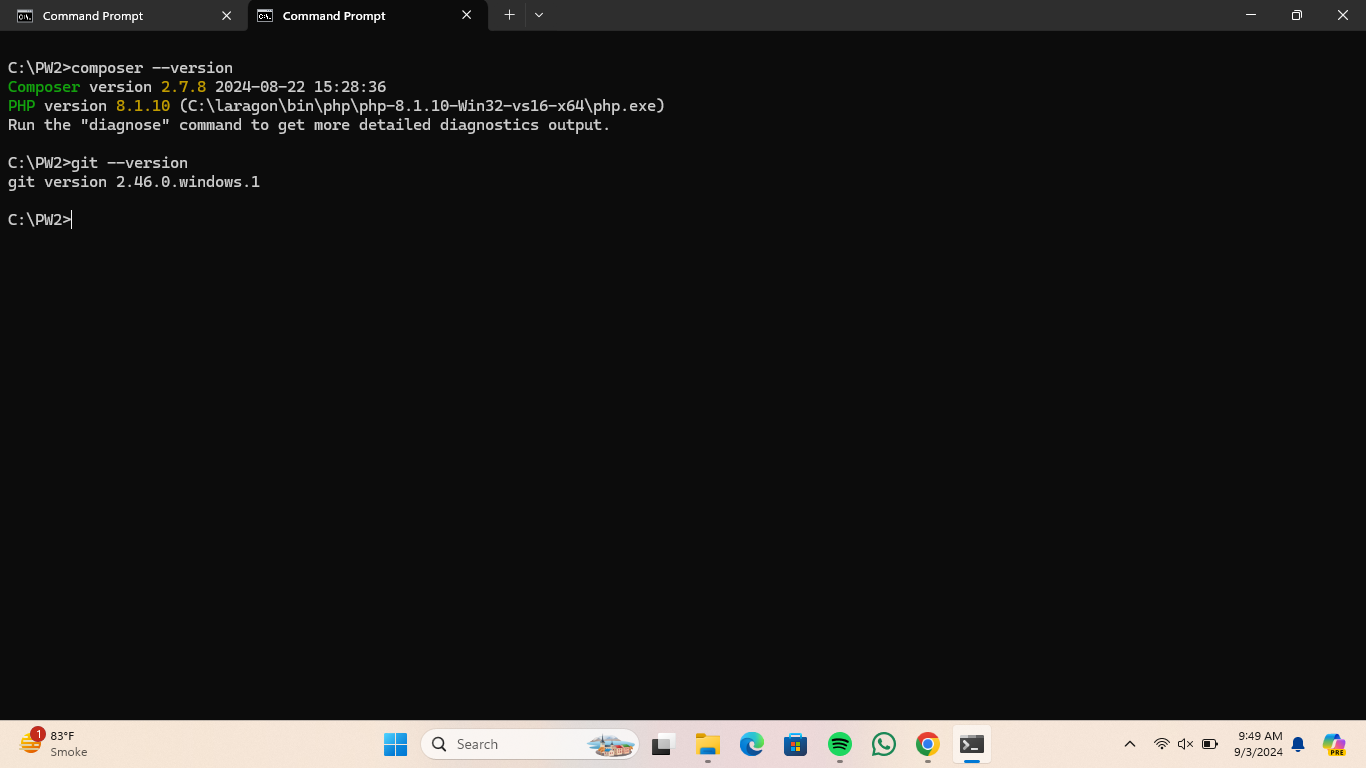 Command Prompt
Command Prompt
C:\PW2>composer --version
Composer version 2.7.8 2024-08-22 15:28:36
PHP version 8.1.10 (C:\laragon\bin\php\php-8.1.10-Win32-vs16-x64\php.exe)
Run the "diagnose" command to get more detailed diagnostics output.
C:\PW2>git --version
git version 2.46.0.windows.1
C:\PW2>
1
83°F
Smoke
Search
9:49 AM
9/3/2024
PRE